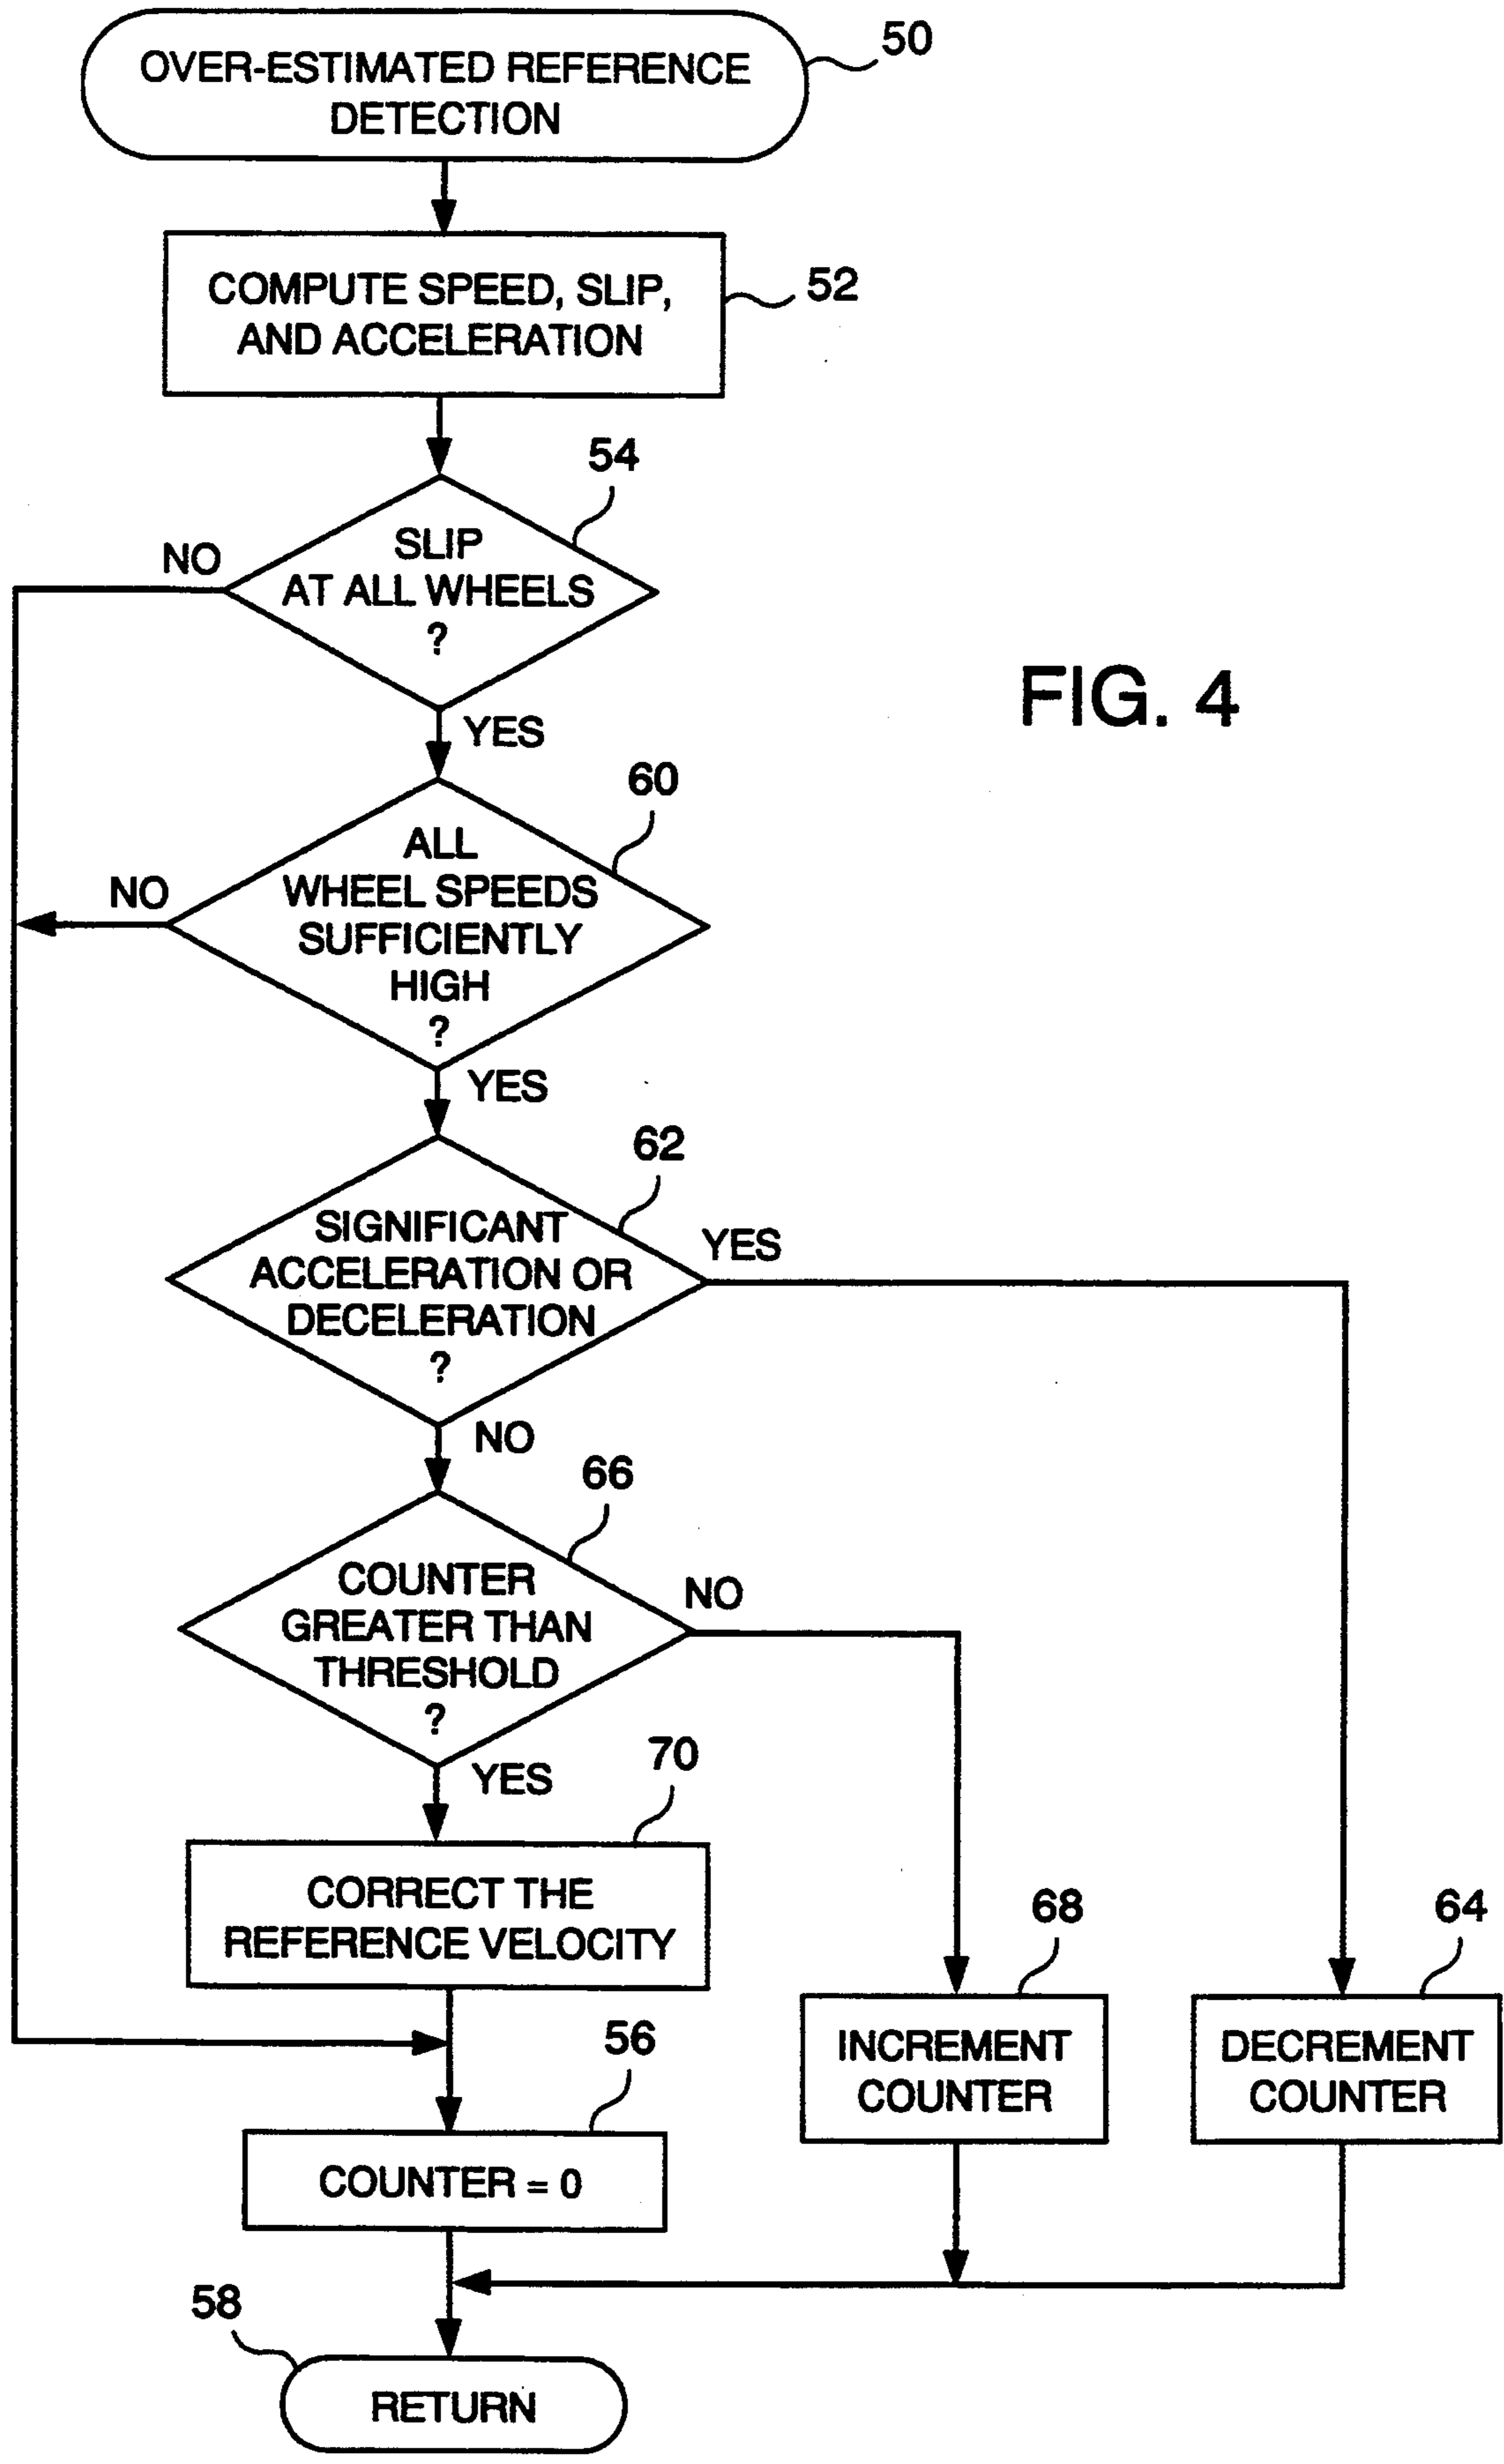 50
OVER-ESTIMATED REFERENCE
DETECTION
52
COMPUTE SPEED, SLIP,
AND ACCELERATION
54
SLIP
AT ALL WHEELS
?
NO
YES
FIG. 4
60
ALL
WHEEL SPEEDS
SUFFICIENTLY
HIGH
?
NO
YES
62
SIGNIFICANT
ACCELERATION OR
DECELERATION
?
YES
NO
66
COUNTER
GREATER THAN
THRESHOLD
?
NO
YES
70
CORRECT THE
REFERENCE VELOCITY
68
INCREMENT
COUNTER
64
DECREMENT
COUNTER
56
COUNTER = 0
58
RETURN